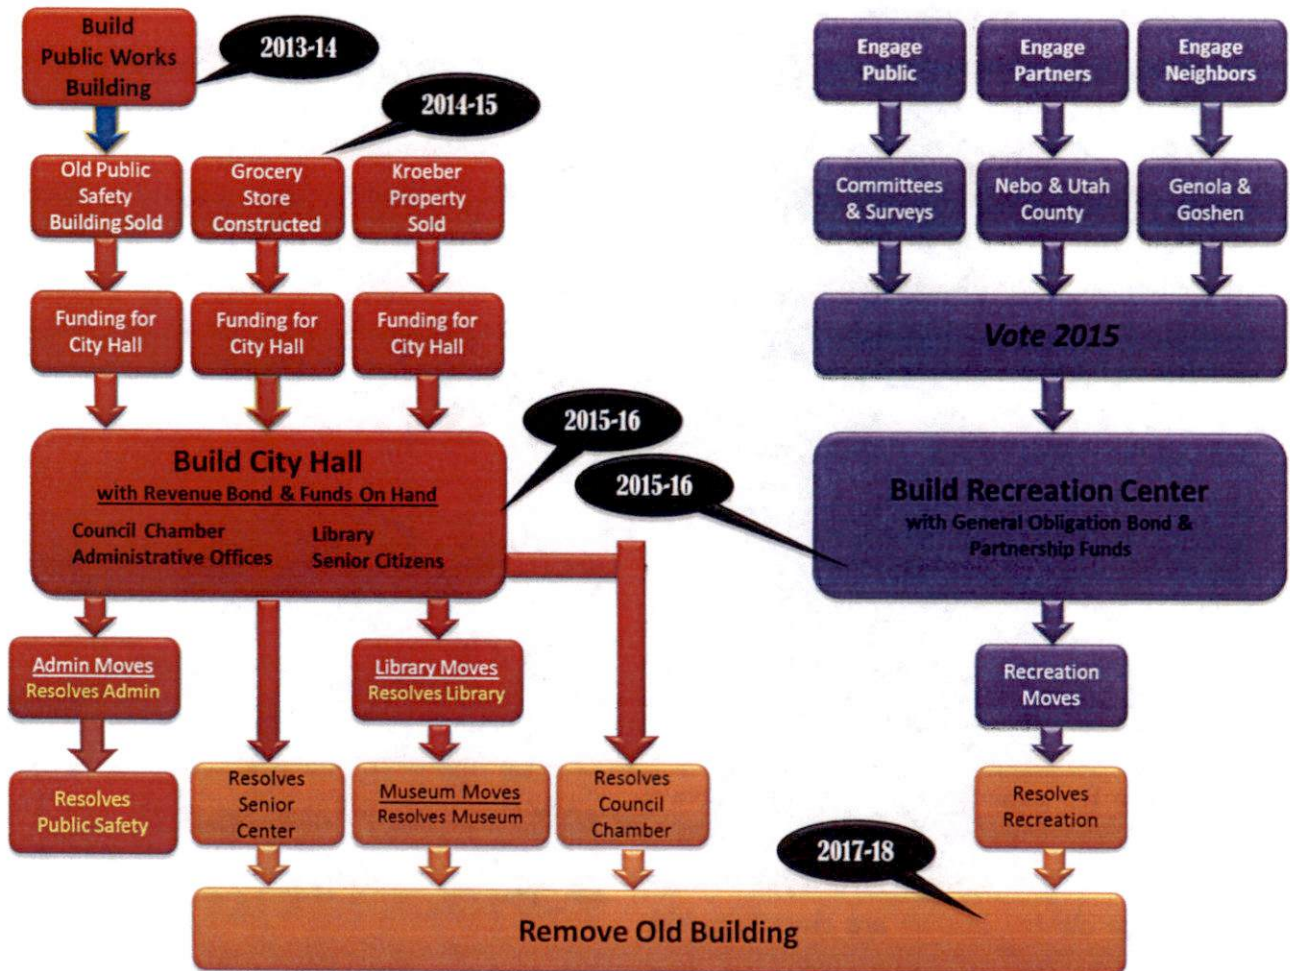 Build
Public Works
Building
2013-14
2014-15
Old Public
Safety
Building Sold
Grocery
Store
Constructed
Kroeber
Property
Sold
Funding for
City Hall
Funding for
City Hall
Funding for
City Hall
Build City Hall
with Revenue Bond & Funds On Hand
Council Chamber
Administrative Offices
Library
Senior Citizens
2015-16
Admin Moves
Resolves Admin
Library Moves
Resolves Library
Resolves
Public Safety
Resolves
Senior
Center
Museum Moves
Resolves Museum
Resolves
Council
Chamber
Engage
Public
Engage
Partners
Engage
Neighbors
Committees
& Surveys
Nebo & Utah
County
Genola &
Goshen
Vote 2015
2015-16
Build Recreation Center
with General Obligation Bond &
Partnership Funds
Recreation
Moves
Resolves
Recreation
2017-18
Remove Old Building